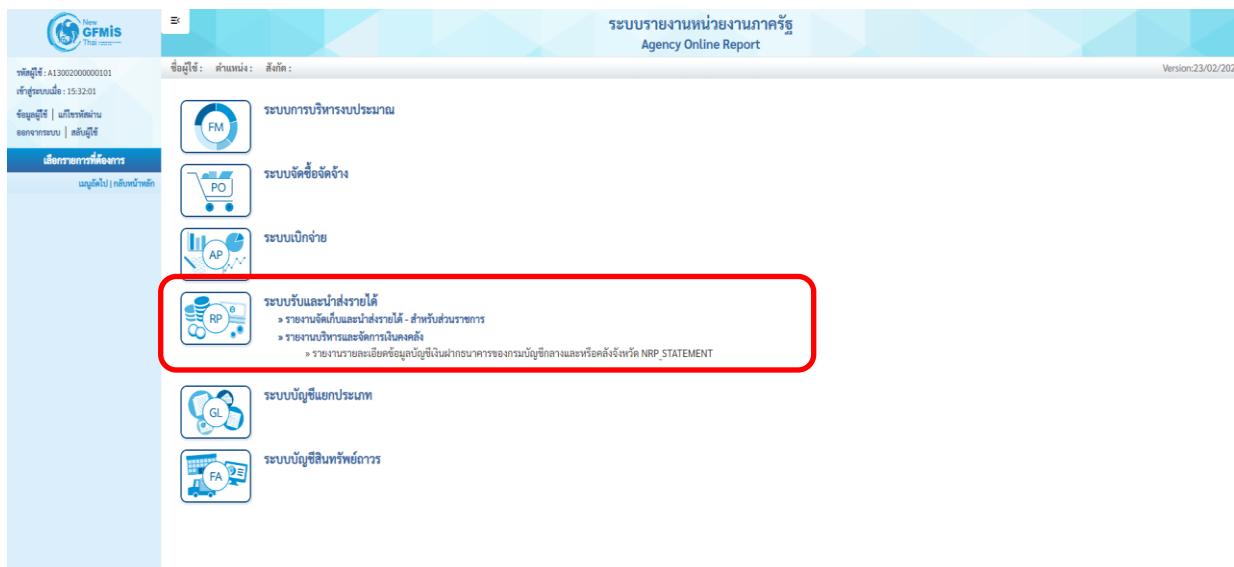 New
GFMIS
Thai
ระบบรายงานหน่วยงานภาครัฐ
Agency Online Report
รหัสผู้ใช้ : A13002000000101
เข้าสู่ระบบเมื่อ : 15:32:01
ข้อมูลผู้ใช้ | แก้ไขรหัสผ่าน
ออกจากระบบ | สลับผู้ใช้
เลือกรายการที่ต้องการ
เมนูถัดไป | กลับหน้าหลัก
ชื่อผู้ใช้ : ตำแหน่ง : สังกัด :
Version:23/02/202
FM
ระบบการบริหารงบประมาณ
PO
ระบบจัดซื้อจัดจ้าง
AP
ระบบเบิกจ่าย
RP
ระบบรับและนำส่งรายได้
» รายงานจัดเก็บและนำส่งรายได้ - สำหรับส่วนราชการ
» รายงานบริหารและจัดการเงินคงคลัง
» รายงานรายละเอียดข้อมูลบัญชีเงินฝากธนาคารของกรมบัญชีกลางและหรือคลังจังหวัด NRP_STATEMENT
GL
ระบบบัญชีแยกประเภท
FA
ระบบบัญชีสินทรัพย์ถาวร